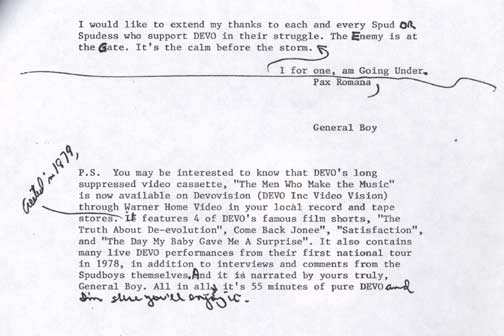 I would like to extend my thanks to each and every Spud OR
Spudess who support DEVO in their struggle. The Enemy is at
the Gate. It's the calm before the storm.
I for one, am Going Under.
Pax Romana,
General Boy
Created in 1979,
P.S. You may be interested to know that DEVO's long
suppressed video cassette, "The Men Who Make the Music"
is now available on Devovision (DEVO Inc Video Vision)
through Warner Home Video in your local record and tape
stores. it features 4 of DEVO's famous film shorts, "The
Truth About De-evolution", Come Back Jonee", "Satisfaction",
and "The Day My Baby Gave Me A Surprise". It also contains
many live DEVO performances from their first national tour
in 1978, in addition to interviews and comments from the
Spudboys themselves. And it is narrated by yours truly,
General Boy. All in all, it's 55 minutes of pure DEVO and
I'm sure you'll enjoy it.